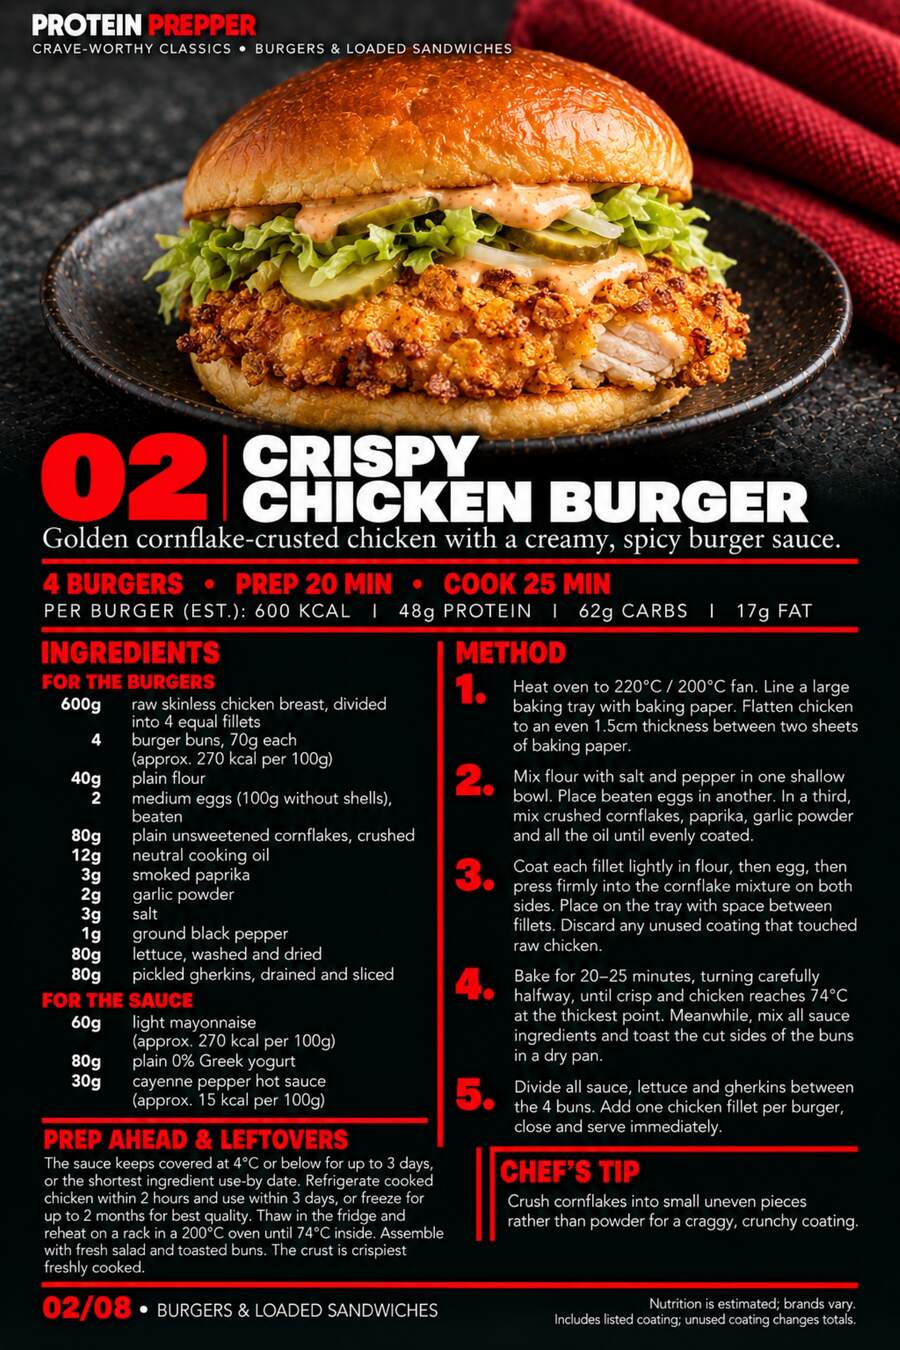 PROTEIN PREPPER
CRAVE-WORTHY CLASSICS • BURGERS & LOADED SANDWICHES
02
CRISPY
CHICKEN BURGER
Golden cornflake-crusted chicken with a creamy, spicy burger sauce.
4 BURGERS • PREP 20 MIN • COOK 25 MIN
PER BURGER (EST.): 600 KCAL | 48g PROTEIN | 62g CARBS | 17g FAT
INGREDIENTS
FOR THE BURGERS
600g raw skinless chicken breast, divided
into 4 equal fillets
4 burger buns, 70g each
(approx. 270 kcal per 100g)
40g plain flour
2 medium eggs (100g without shells),
beaten
80g plain unsweetened cornflakes, crushed
12g neutral cooking oil
3g smoked paprika
2g garlic powder
3g salt
1g ground black pepper
80g lettuce, washed and dried
80g pickled gherkins, drained and sliced
FOR THE SAUCE
60g light mayonnaise
(approx. 270 kcal per 100g)
80g plain 0% Greek yogurt
30g cayenne pepper hot sauce
(approx. 15 kcal per 100g)
PREP AHEAD & LEFTOVERS
The sauce keeps covered at 4°C or below for up to 3 days,
or the shortest ingredient use-by date. Refrigerate cooked
chicken within 2 hours and use within 3 days, or freeze for
up to 2 months for best quality. Thaw in the fridge and
reheat on a rack in a 200°C oven until 74°C inside. Assemble
with fresh salad and toasted buns. The crust is crispiest
freshly cooked.
METHOD
1. Heat oven to 220°C / 200°C fan. Line a large
baking tray with baking paper. Flatten chicken
to an even 1.5cm thickness between two sheets
of baking paper.
2. Mix flour with salt and pepper in one shallow
bowl. Place beaten eggs in another. In a third,
mix crushed cornflakes, paprika, garlic powder
and all the oil until evenly coated.
3. Coat each fillet lightly in flour, then egg, then
press firmly into the cornflake mixture on both
sides. Place on the tray with space between
fillets. Discard any unused coating that touched
raw chicken.
4. Bake for 20–25 minutes, turning carefully
halfway, until crisp and chicken reaches 74°C
at the thickest point. Meanwhile, mix all sauce
ingredients and toast the cut sides of the buns
in a dry pan.
5. Divide all sauce, lettuce and gherkins between
the 4 buns. Add one chicken fillet per burger,
close and serve immediately.
CHEF'S TIP
Crush cornflakes into small uneven pieces
rather than powder for a craggy, crunchy coating.
02/08 • BURGERS & LOADED SANDWICHES
Nutrition is estimated; brands vary.
Includes listed coating; unused coating changes totals.